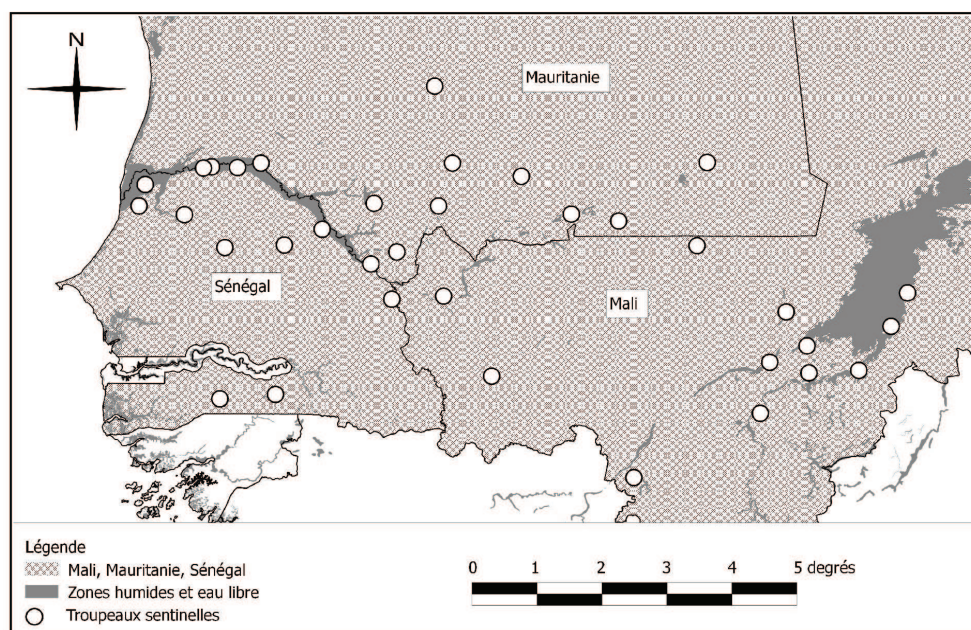 N
Mauritanie
Sénégal
Mali
Légende
Mali, Mauritanie, Sénégal
Zones humides et eau libre
Troupeaux sentinelles
0 1 2 3 4 5 degrés